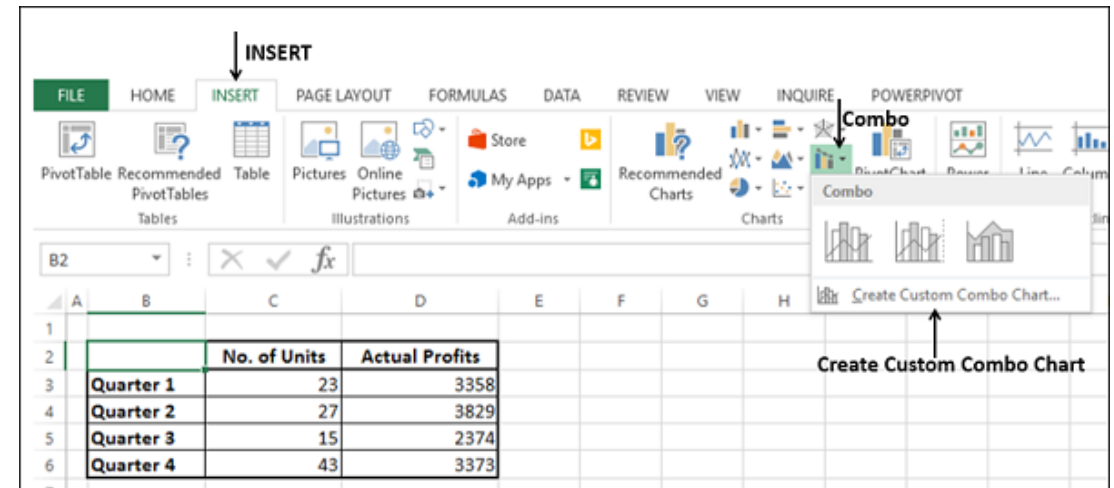 INSERT
FILE HOME INSERT PAGE LAYOUT FORMULAS DATA REVIEW VIEW INQUIRE POWERPIVOT
Combo
Store
PivotTable Recommended Table Pictures Online My Apps Recommended PivotChart Power Line
PivotTables Pictures Charts
Tables Illustrations Add-ins Charts
Combo
B2 fx
Create Custom Combo Chart...
A B C D E F G H
1
2 No. of Units Actual Profits
Create Custom Combo Chart
3 Quarter 1 23 3358
4 Quarter 2 27 3829
5 Quarter 3 15 2374
6 Quarter 4 43 3373